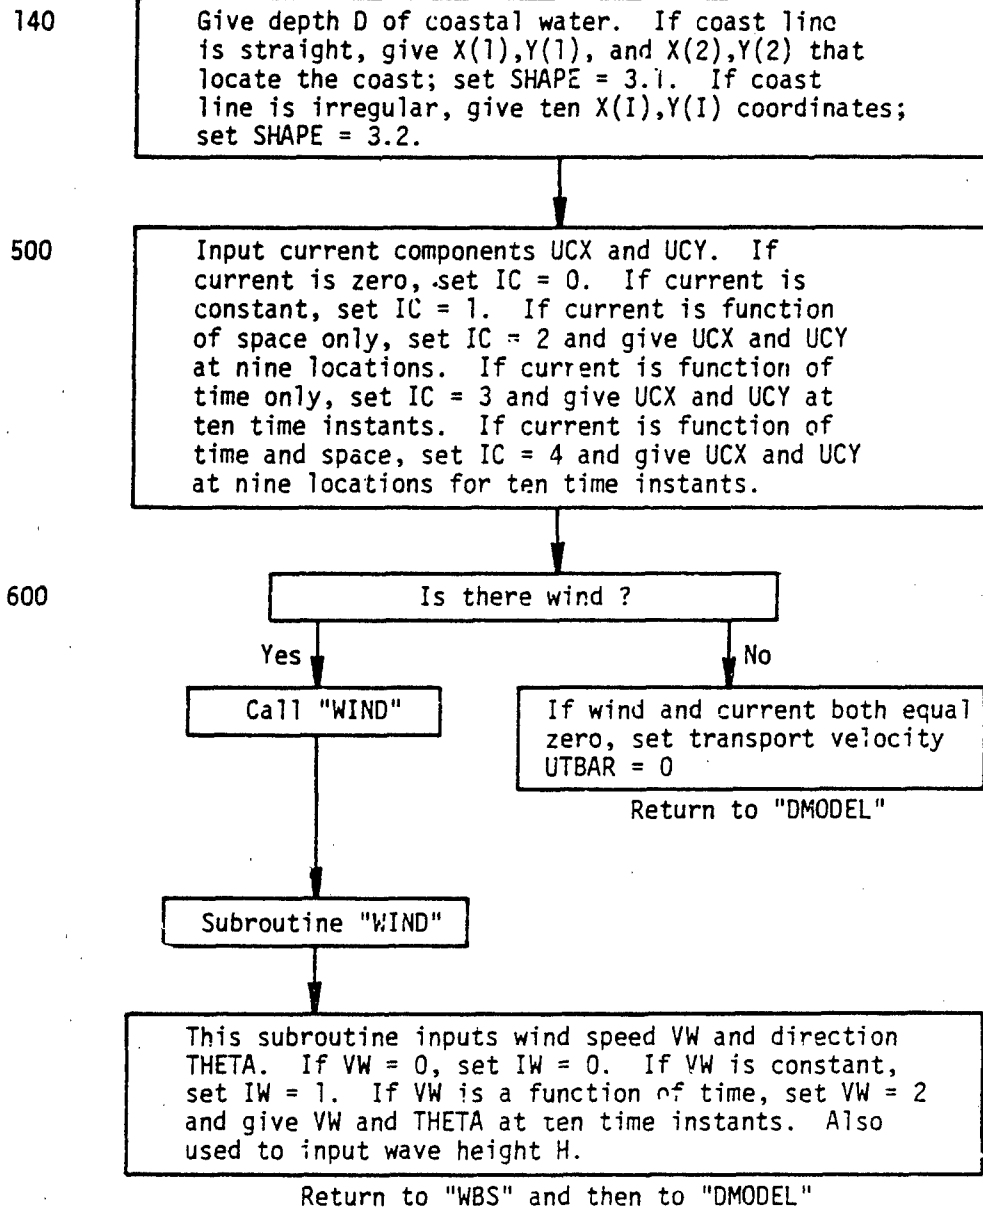 140
Give depth D of coastal water. If coast line
is straight, give X(1),Y(1), and X(2),Y(2) that
locate the coast; set SHAPE = 3.1. If coast
line is irregular, give ten X(I),Y(I) coordinates;
set SHAPE = 3.2.
500
Input current components UCX and UCY. If
current is zero, set IC = 0. If current is
constant, set IC = 1. If current is function
of space only, set IC = 2 and give UCX and UCY
at nine locations. If current is function of
time only, set IC = 3 and give UCX and UCY at
ten time instants. If current is function of
time and space, set IC = 4 and give UCX and UCY
at nine locations for ten time instants.
600
Is there wind ?
Yes
No
Call "WIND"
If wind and current both equal
zero, set transport velocity
UTBAR = 0
Return to "DMODEL"
Subroutine "WIND"
This subroutine inputs wind speed VW and direction
THETA. If VW = 0, set IW = 0. If VW is constant,
set IW = 1. If VW is a function of time, set VW = 2
and give VW and THETA at ten time instants. Also
used to input wave height H.
Return to "WBS" and then to "DMODEL"